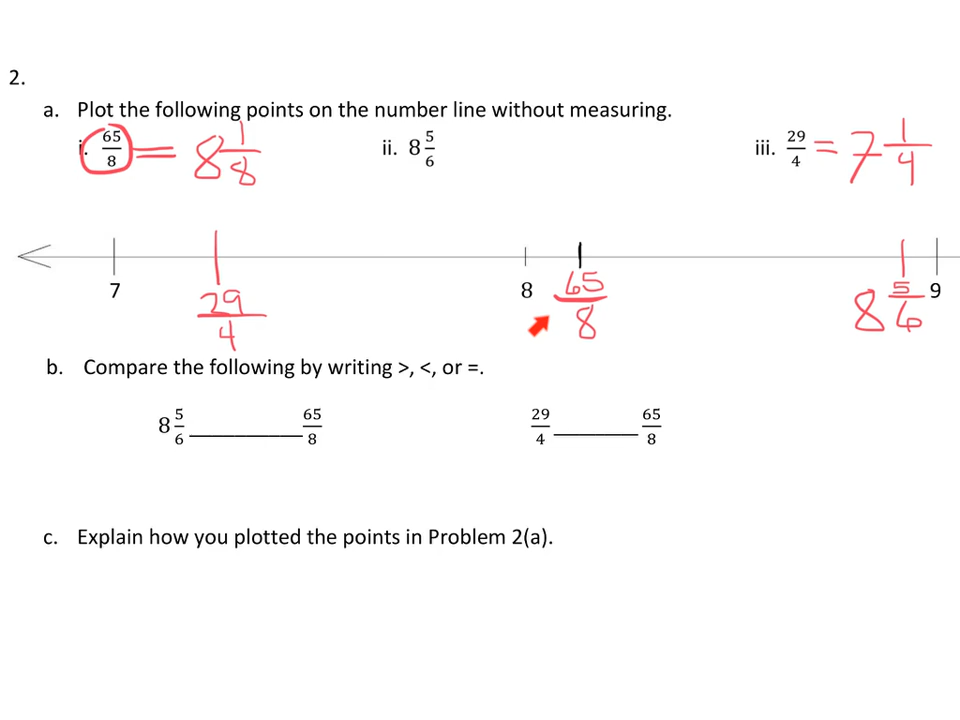 2.
a. Plot the following points on the number line without measuring.
i. 65/8 = 8 1/8 ii. 8 5/6 iii. 29/4 = 7 1/4
7 8 9
29/4 65/8 8 5/6
b. Compare the following by writing >, <, or =.
8 5/6 ________ 65/8 29/4 ________ 65/8
c. Explain how you plotted the points in Problem 2(a).